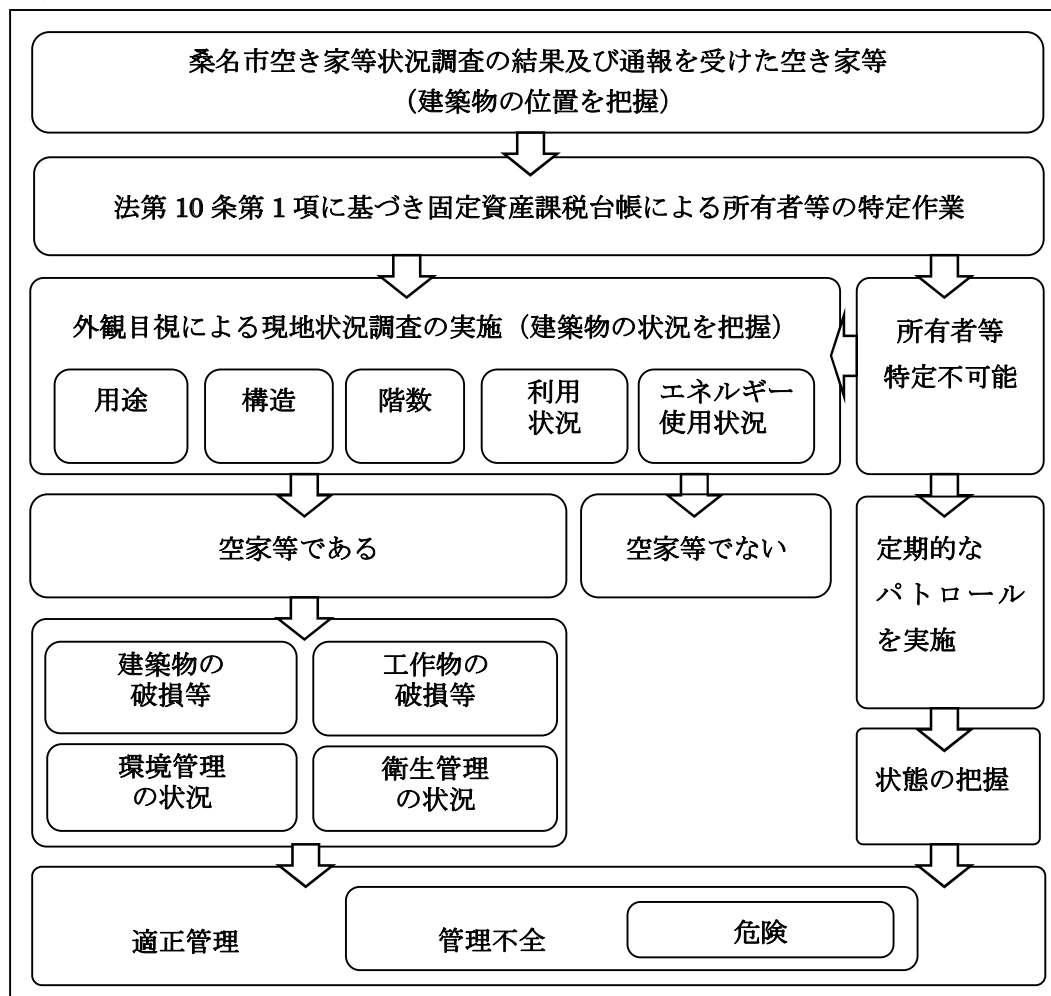 桑名市空き家等状況調査の結果及び通報を受けた空き家等
（建築物の位置を把握）
法第 10 条第 1 項に基づき固定資産課税台帳による所有者等の特定作業
外観目視による現地状況調査の実施（建築物の状況を把握）
用途
構造
階数
利用
状況
エネルギー
使用状況
所有者等
特定不可能
空家等である
空家等でない
定期的な
パトロール
を実施
建築物の
破損等
工作物の
破損等
環境管理
の状況
衛生管理
の状況
状態の把握
適正管理
管理不全
危険